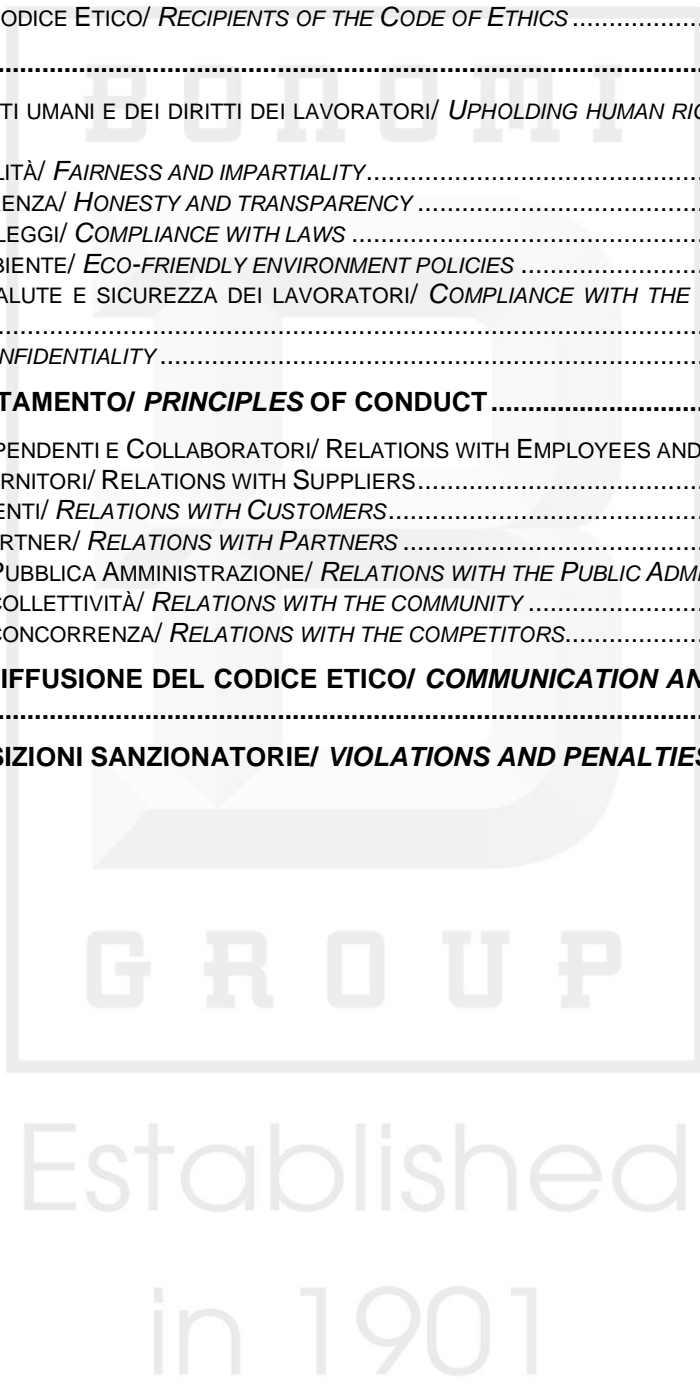 ODICE ETICO/ RECIPIENTS OF THE CODE OF ETHICS ..................
..........................................................................................
BONOMI
TI UMANI E DEI DIRITTI DEI LAVORATORI/ UPHOLDING HUMAN RIG
LITÀ/ FAIRNESS AND IMPARTIALITY..................................................
ENZA/ HONESTY AND TRANSPARENCY ..........................................
LEGGI/ COMPLIANCE WITH LAWS ....................................................
BIENTE/ ECO-FRIENDLY ENVIRONMENT POLICIES ...........................
ALUTE E SICUREZZA DEI LAVORATORI/ COMPLIANCE WITH THE
..........................................................................................
NFIDENTIALITY ................................................................................
TAMENTO/ PRINCIPLES OF CONDUCT ................................
PENDENTI E COLLABORATORI/ RELATIONS WITH EMPLOYEES AND
RNITORI/ RELATIONS WITH SUPPLIERS..........................................
ENTI/ RELATIONS WITH CUSTOMERS..............................................
RTNER/ RELATIONS WITH PARTNERS ............................................
PUBBLICA AMMINISTRAZIONE/ RELATIONS WITH THE PUBLIC ADMI
COLLETTIVITÀ/ RELATIONS WITH THE COMMUNITY .........................
CONCORRENZA/ RELATIONS WITH THE COMPETITORS....................
IFFUSIONE DEL CODICE ETICO/ COMMUNICATION AN
..........................................................................................
SIZIONI SANZIONATORIE/ VIOLATIONS AND PENALTIES
GROUP
Established
in 1901